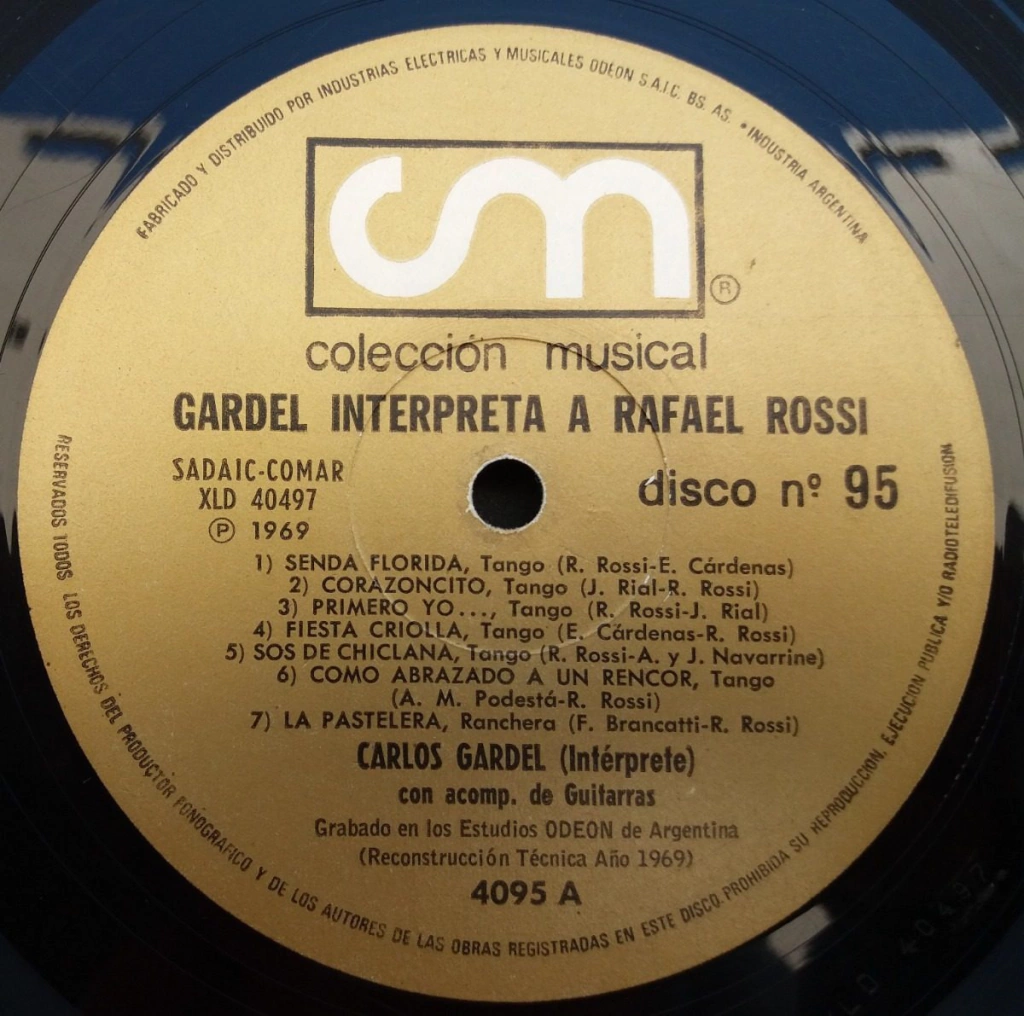 FABRICADO Y DISTRIBUIDO POR INDUSTRIAS ELECTRICAS Y MUSICALES ODEON S.A.I.C. BS. AS. • INDUSTRIA ARGENTINA
cm
®
colección musical
GARDEL INTERPRETA A RAFAEL ROSSI
SADAIC-COMAR
XLD 40497
℗ 1969
disco nº 95
1) SENDA FLORIDA, Tango (R. Rossi-E. Cárdenas)
2) CORAZONCITO, Tango (J. Rial-R. Rossi)
3) PRIMERO YO..., Tango (R. Rossi-J. Rial)
4) FIESTA CRIOLLA, Tango (E. Cárdenas-R. Rossi)
5) SOS DE CHICLANA, Tango (R. Rossi-A. y J. Navarrine)
6) COMO ABRAZADO A UN RENCOR, Tango
(A. M. Podestá-R. Rossi)
7) LA PASTELERA, Ranchera (F. Brancatti-R. Rossi)
CARLOS GARDEL (Intérprete)
con acomp. de Guitarras
Grabado en los Estudios ODEON de Argentina
(Reconstrucción Técnica Año 1969)
4095 A
RESERVADOS TODOS LOS DERECHOS DEL PRODUCTOR FONOGRAFICO Y DE LOS AUTORES DE LAS OBRAS REGISTRADAS EN ESTE DISCO. PROHIBIDA SU REPRODUCCION, EJECUCION PUBLICA Y/O RADIOTELEDIFUSION